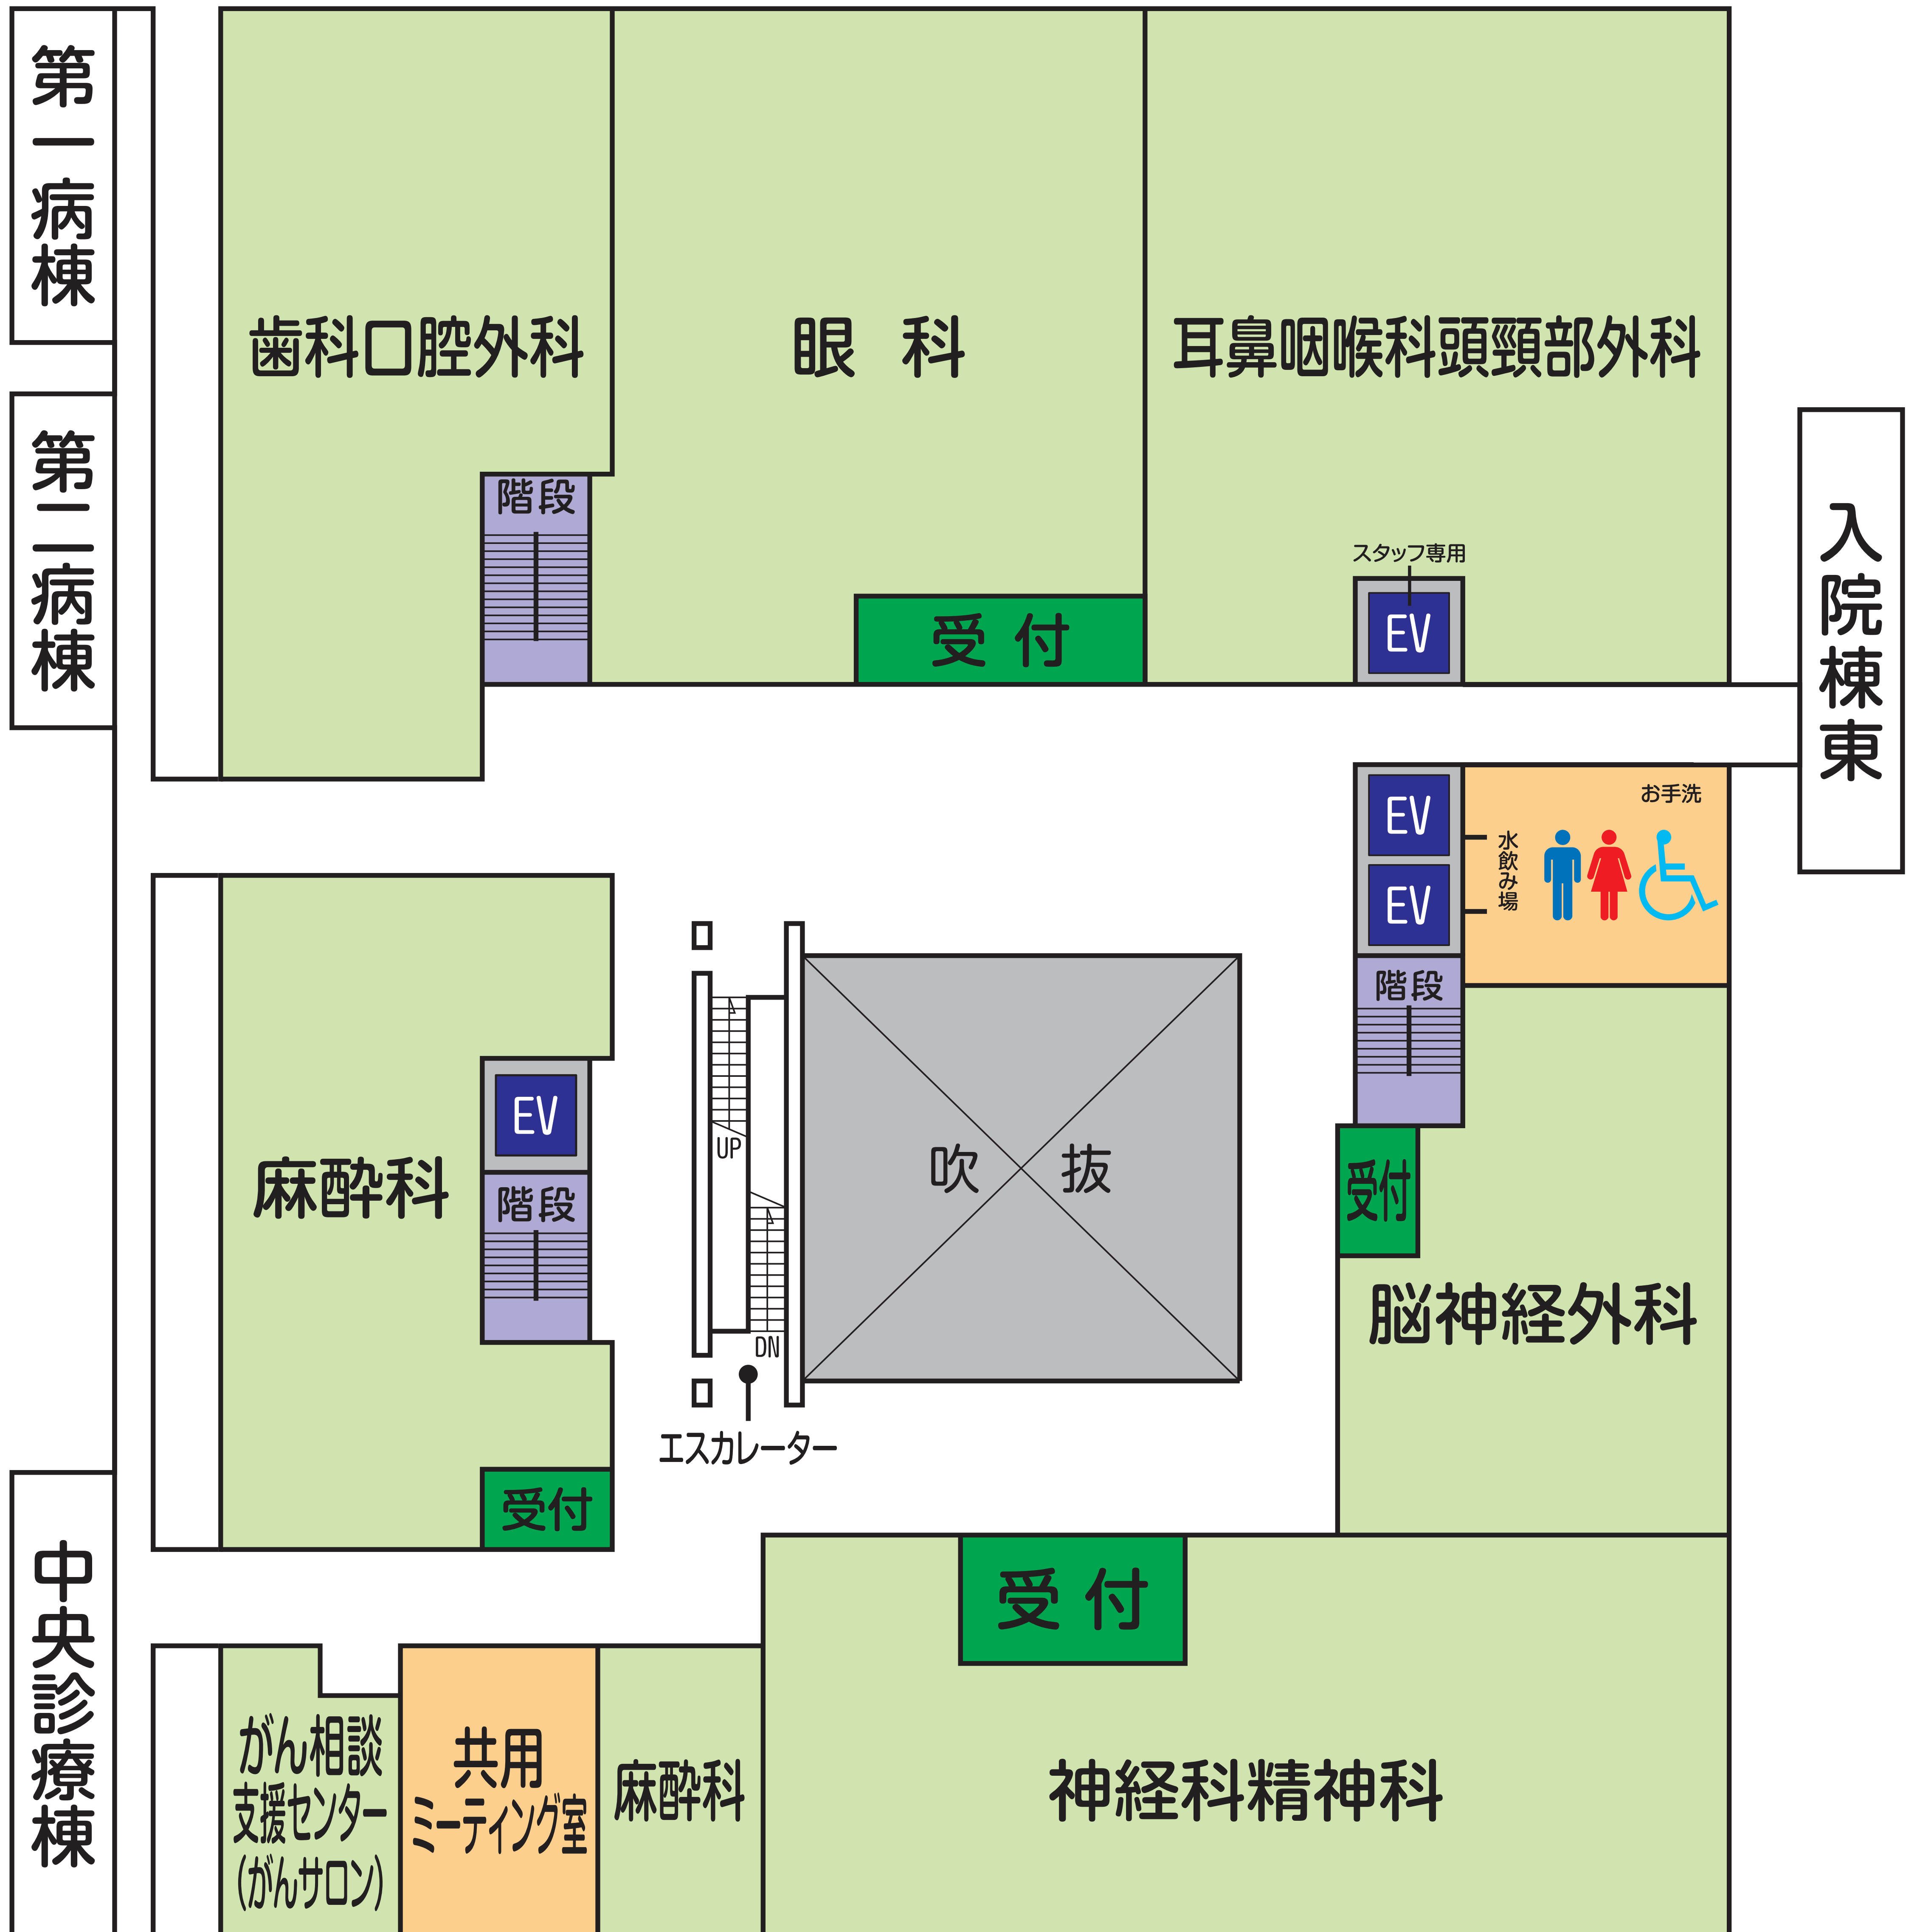 第一病棟
歯科口腔外科
眼科
耳鼻咽喉科頭頸部外科
第二病棟
階段
受付
スタッフ専用
EV
入院棟東
EV
EV
お手洗
水飲み場
階段
EV
階段
麻酔科
UP
DN
エスカレーター
吹抜
受付
脳神経外科
受付
中央診療棟
受付
がん相談
支援センター
(がんサロン)
共用
ミーティング室
麻酔科
神経科精神科